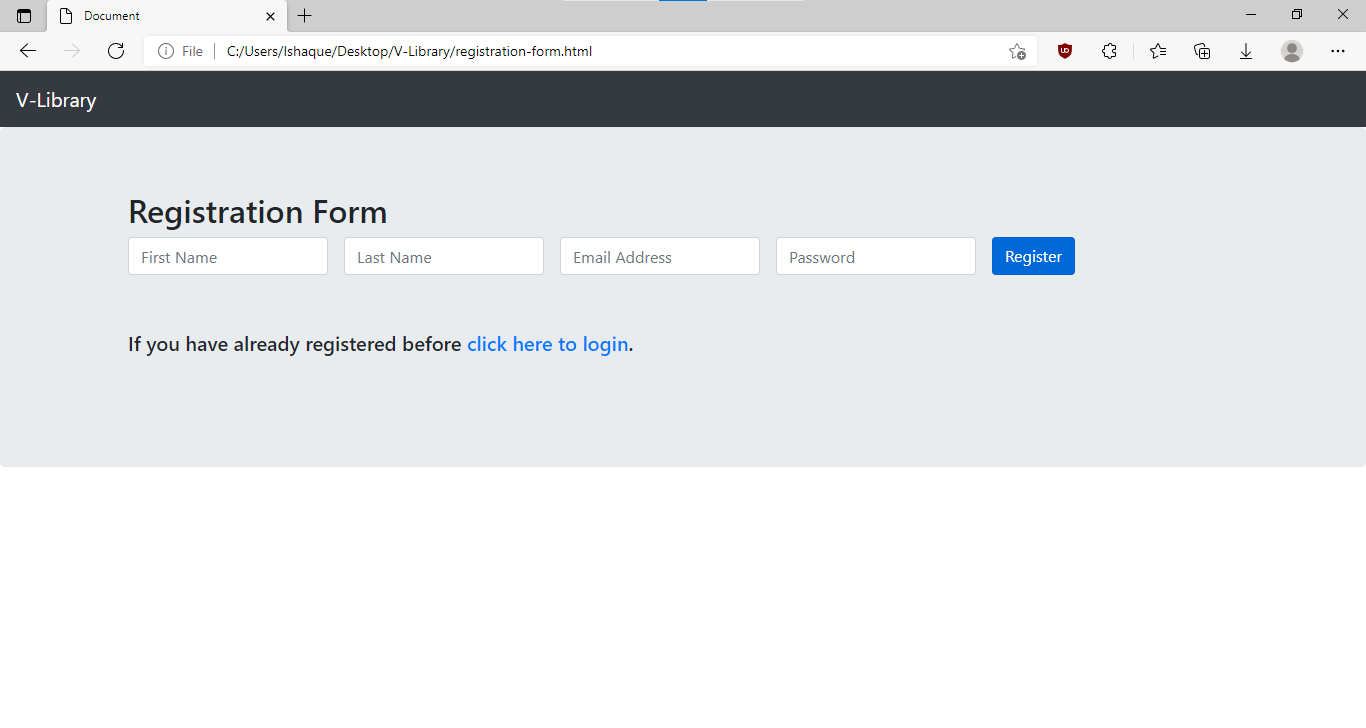 Document
File C:/Users/Ishaque/Desktop/V-Library/registration-form.html
V-Library
Registration Form
First Name Last Name Email Address Password Register
If you have already registered before click here to login.